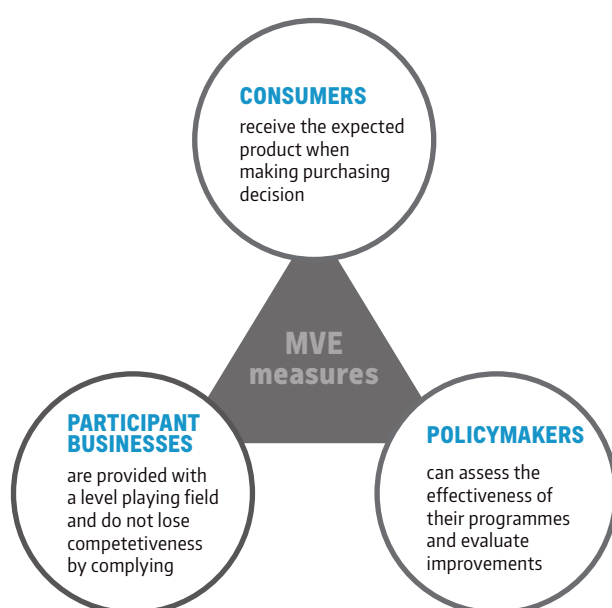 CONSUMERS
receive the expected
product when
making purchasing
decision
MVE
measures
PARTICIPANT
BUSINESSES
are provided with
a level playing field
and do not lose
competetiveness
by complying
POLICYMAKERS
can assess the
effectiveness of
their programmes
and evaluate
improvements